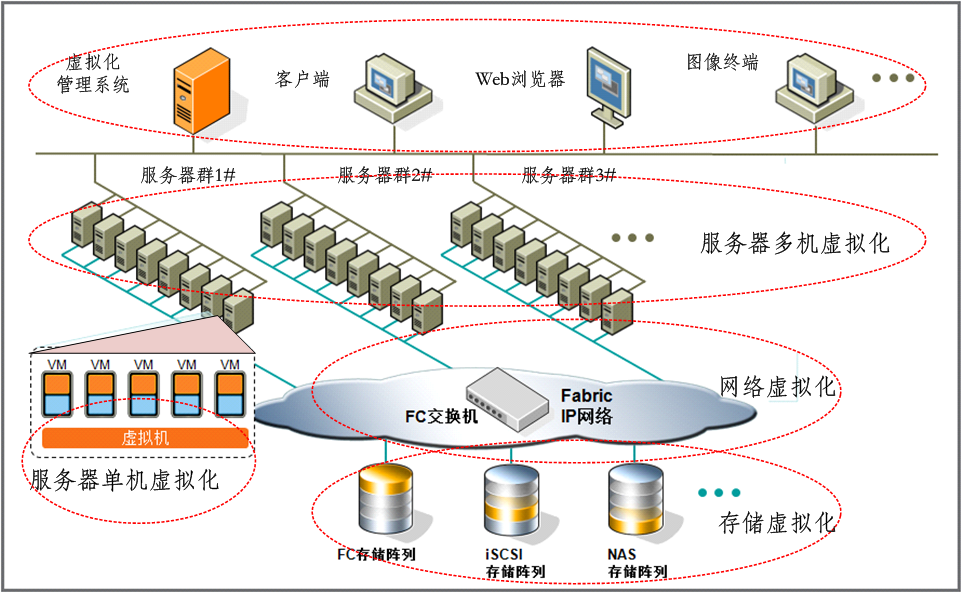 虚拟化
管理系统
客户端
Web浏览器
图像终端
服务器群1#
服务器群2#
服务器群3#
服务器多机虚拟化
VM
VM
VM
VM
VM
虚拟机
服务器单机虚拟化
FC交换机
Fabric
IP网络
网络虚拟化
FC存储阵列
iSCSI
存储阵列
NAS
存储阵列
存储虚拟化